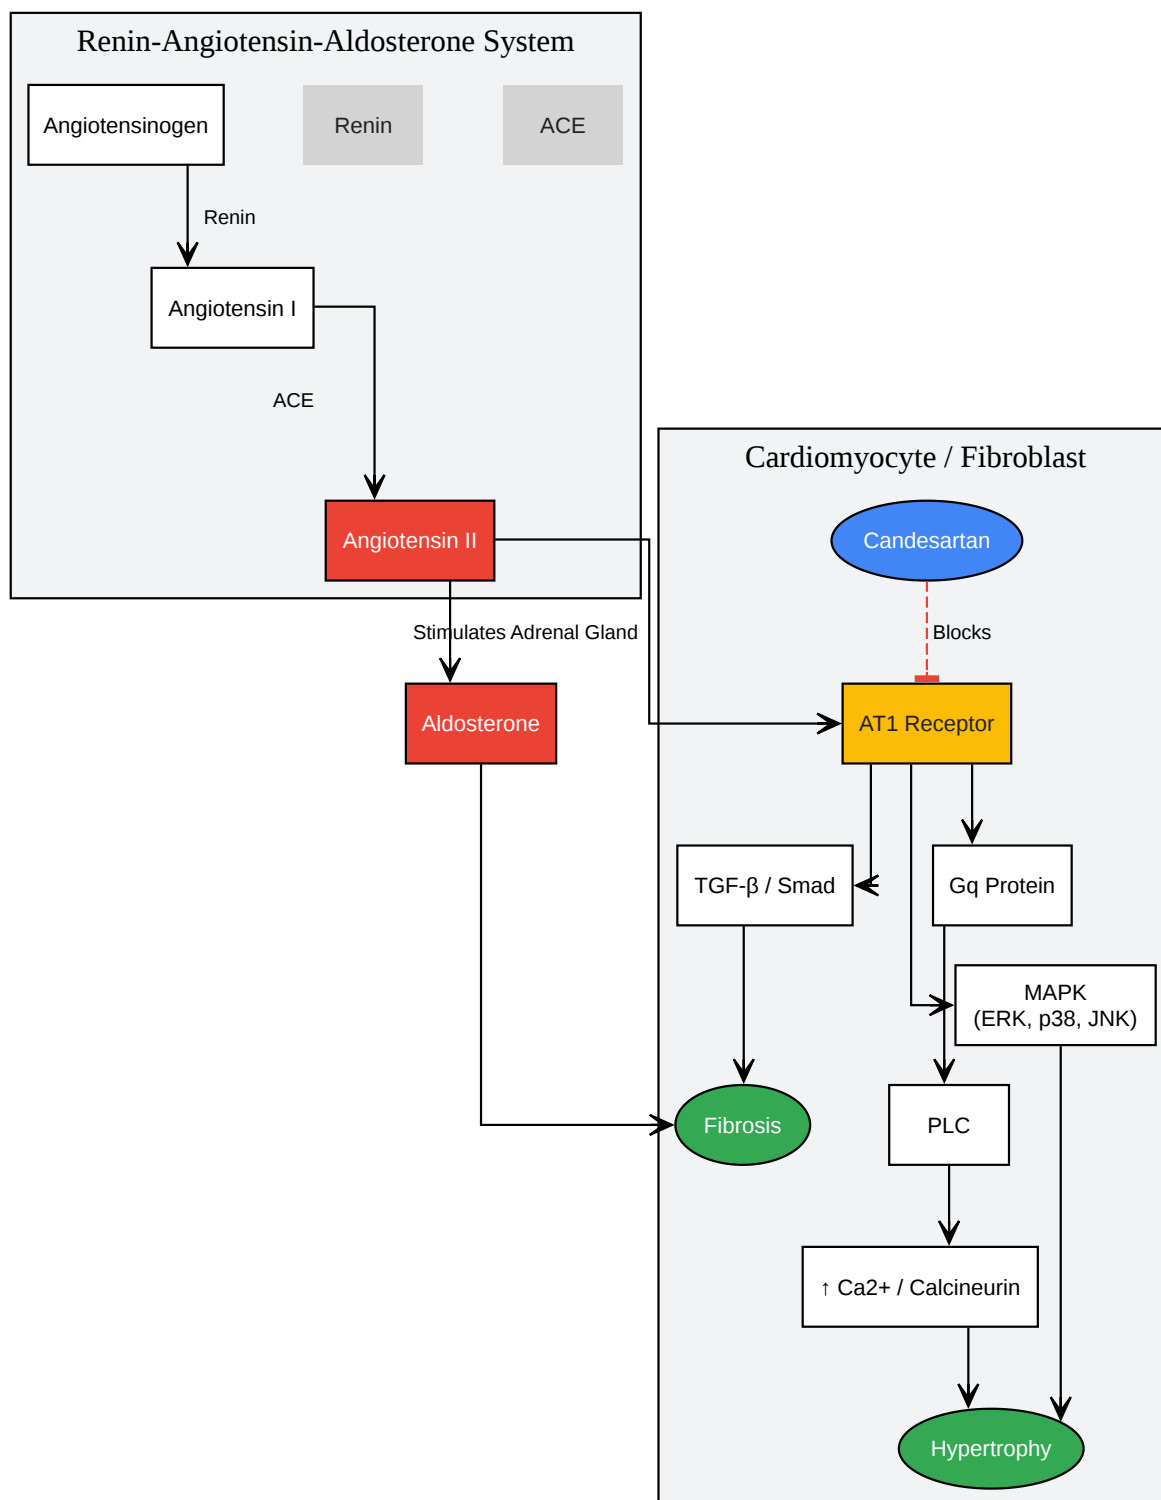 Renin-Angiotensin-Aldosterone System
Angiotensinogen
Renin
ACE
Renin
Angiotensin I
ACE
Cardiomyocyte / Fibroblast
Angiotensin II
Candesartan
Stimulates Adrenal Gland
Blocks
Aldosterone
AT1 Receptor
TGF-β / Smad
Gq Protein
MAPK
(ERK, p38, JNK)
Fibrosis
PLC
↑ Ca2+ / Calcineurin
Hypertrophy